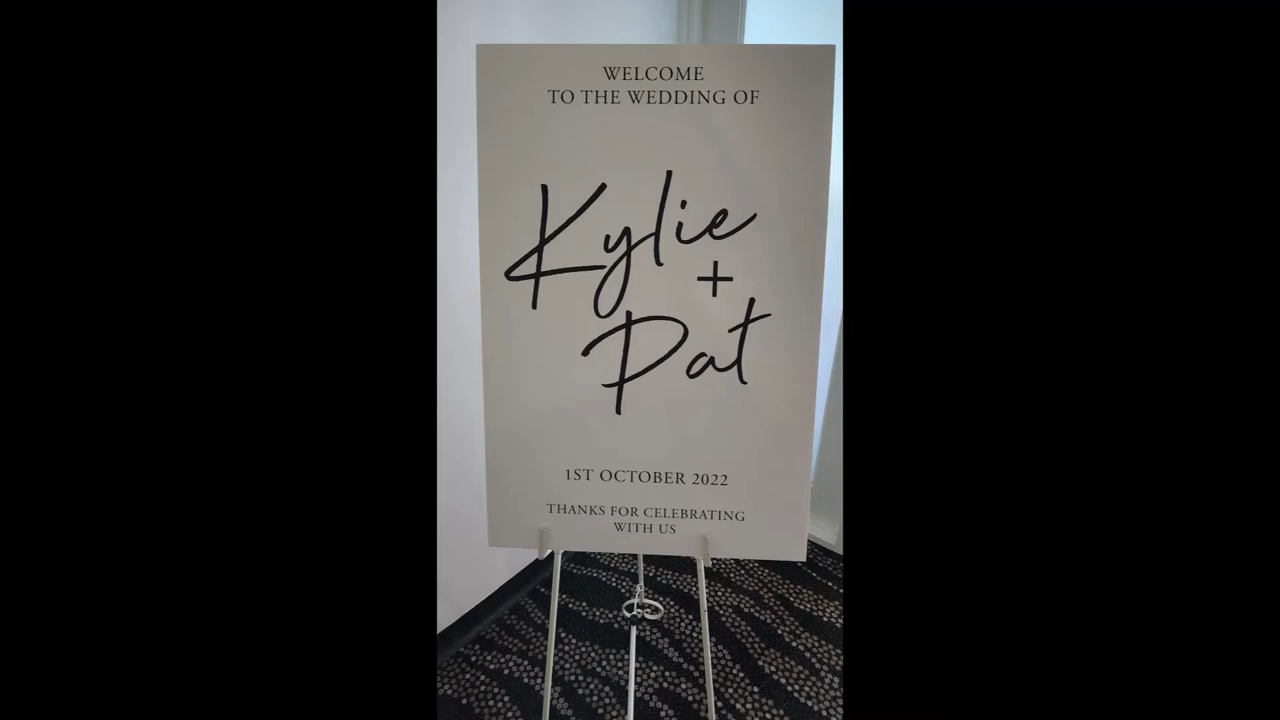 WELCOME
TO THE WEDDING OF
Kylie
+
Pat
1ST OCTOBER 2022
THANKS FOR CELEBRATING
WITH US